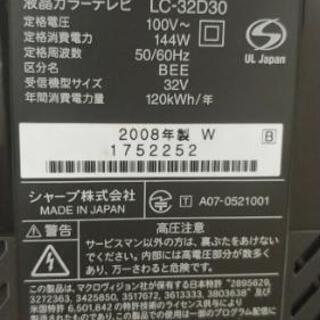 液晶カラーテレビ LC-32D30
定格電圧 100V~
定格消費電力 144W
定格周波数 50/60Hz
区分名 BEE
受信機型サイズ 32V
年間消費電力量 120kWh/年
S
UL Japan
2008年製 W B
1752252
シャープ株式会社
MADE IN JAPAN
T A07-0521001
警告
高圧注意
サービスマン以外の方は、裏ぶたをあけないで
ください。内部には高電圧部分が数多く
あり、万一さわると危険です。
この製品は、マクロヴィジョン社が保有する日本特許 "2895629,
3272363, 3425850, 3517672, 3613333, 3803638" 及び
米国特許 6,501,842